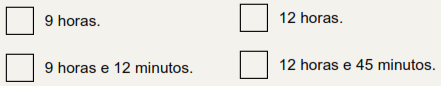 9 horas.
12 horas.
9 horas e 12 minutos.
12 horas e 45 minutos.